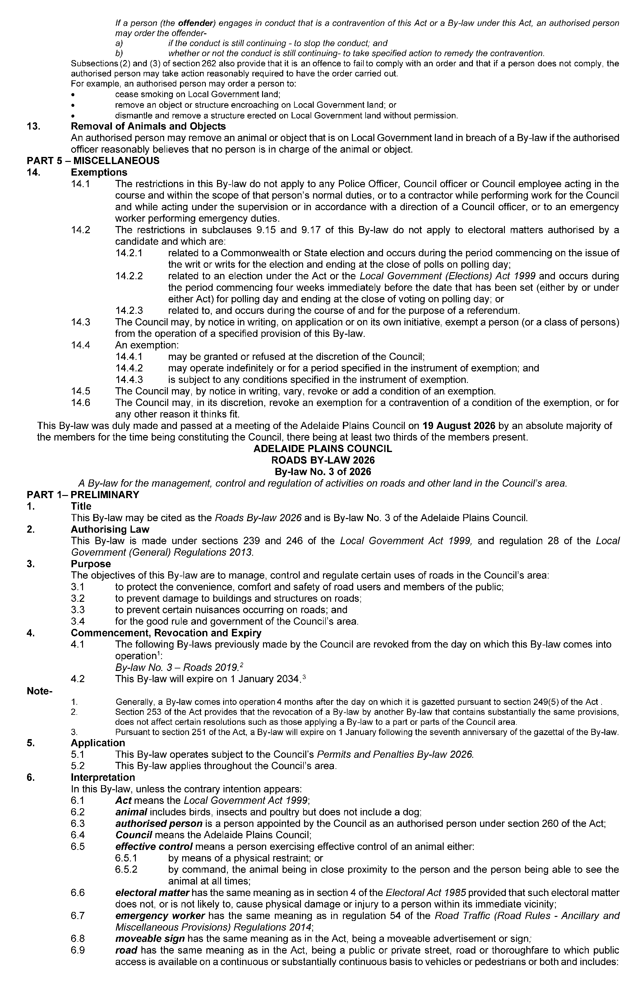 If a person (the offender) engages in conduct that is a contravention of this Act or a By-law under this Act, an authorised person
may order the offender-
a) if the conduct is still continuing - to stop the conduct; and
b) whether or not the conduct is still continuing- to take specified action to remedy the contravention.
Subsections (2) and (3) of section 262 also provide that it is an offence to fail to comply with an order and that if a person does not comply, the
authorised person may take action reasonably required to have the order carried out.
For example, an authorised person may order a person to:
• cease smoking on Local Government land;
• remove an object or structure encroaching on Local Government land; or
• dismantle and remove a structure erected on Local Government land without permission.
13. Removal of Animals and Objects
An authorised person may remove an animal or object that is on Local Government land in breach of a By-law if the authorised
officer reasonably believes that no person is in charge of the animal or object.
PART 5 – MISCELLANEOUS
14. Exemptions
14.1 The restrictions in this By-law do not apply to any Police Officer, Council officer or Council employee acting in the
course and within the scope of that person's normal duties, or to a contractor while performing work for the Council
and while acting under the supervision or in accordance with a direction of a Council officer, or to an emergency
worker performing emergency duties.
14.2 The restrictions in subclauses 9.15 and 9.17 of this By-law do not apply to electoral matters authorised by a
candidate and which are:
14.2.1 related to a Commonwealth or State election and occurs during the period commencing on the issue of
the writ or writs for the election and ending at the close of polls on polling day;
14.2.2 related to an election under the Act or the Local Government (Elections) Act 1999 and occurs during
the period commencing four weeks immediately before the date that has been set (either by or under
either Act) for polling day and ending at the close of voting on polling day; or
14.2.3 related to, and occurs during the course of and for the purpose of a referendum.
14.3 The Council may, by notice in writing, on application or on its own initiative, exempt a person (or a class of persons)
from the operation of a specified provision of this By-law.
14.4 An exemption:
14.4.1 may be granted or refused at the discretion of the Council;
14.4.2 may operate indefinitely or for a period specified in the instrument of exemption; and
14.4.3 is subject to any conditions specified in the instrument of exemption.
14.5 The Council may, by notice in writing, vary, revoke or add a condition of an exemption.
14.6 The Council may, in its discretion, revoke an exemption for a contravention of a condition of the exemption, or for
any other reason it thinks fit.
This By-law was duly made and passed at a meeting of the Adelaide Plains Council on 19 August 2026 by an absolute majority of
the members for the time being constituting the Council, there being at least two thirds of the members present.
ADELAIDE PLAINS COUNCIL
ROADS BY-LAW 2026
By-law No. 3 of 2026
A By-law for the management, control and regulation of activities on roads and other land in the Council's area.
PART 1– PRELIMINARY
1. Title
This By-law may be cited as the Roads By-law 2026 and is By-law No. 3 of the Adelaide Plains Council.
2. Authorising Law
This By-law is made under sections 239 and 246 of the Local Government Act 1999, and regulation 28 of the Local
Government (General) Regulations 2013.
3. Purpose
The objectives of this By-law are to manage, control and regulate certain uses of roads in the Council's area:
3.1 to protect the convenience, comfort and safety of road users and members of the public;
3.2 to prevent damage to buildings and structures on roads;
3.3 to prevent certain nuisances occurring on roads; and
3.4 for the good rule and government of the Council's area.
4. Commencement, Revocation and Expiry
4.1 The following By-laws previously made by the Council are revoked from the day on which this By-law comes into
operation¹:
By-law No. 3 – Roads 2019.²
4.2 This By-law will expire on 1 January 2034.³
Note-
1. Generally, a By-law comes into operation 4 months after the day on which it is gazetted pursuant to section 249(5) of the Act .
2. Section 253 of the Act provides that the revocation of a By-law by another By-law that contains substantially the same provisions,
does not affect certain resolutions such as those applying a By-law to a part or parts of the Council area.
3. Pursuant to section 251 of the Act, a By-law will expire on 1 January following the seventh anniversary of the gazettal of the By-law.
5. Application
5.1 This By-law operates subject to the Council's Permits and Penalties By-law 2026.
5.2 This By-law applies throughout the Council's area.
6. Interpretation
In this By-law, unless the contrary intention appears:
6.1 Act means the Local Government Act 1999;
6.2 animal includes birds, insects and poultry but does not include a dog;
6.3 authorised person is a person appointed by the Council as an authorised person under section 260 of the Act;
6.4 Council means the Adelaide Plains Council;
6.5 effective control means a person exercising effective control of an animal either:
6.5.1 by means of a physical restraint; or
6.5.2 by command, the animal being in close proximity to the person and the person being able to see the
animal at all times;
6.6 electoral matter has the same meaning as in section 4 of the Electoral Act 1985 provided that such electoral matter
does not, or is not likely to, cause physical damage or injury to a person within its immediate vicinity;
6.7 emergency worker has the same meaning as in regulation 54 of the Road Traffic (Road Rules - Ancillary and
Miscellaneous Provisions) Regulations 2014;
6.8 moveable sign has the same meaning as in the Act, being a moveable advertisement or sign;
6.9 road has the same meaning as in the Act, being a public or private street, road or thoroughfare to which public
access is available on a continuous or substantially continuous basis to vehicles or pedestrians or both and includes: